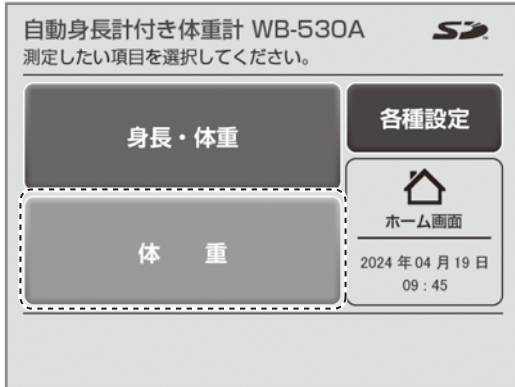 自動身長計付き体重計 WB-530A
SD
測定したい項目を選択してください。
身長・体重
各種設定
体　重
ホーム画面
2024 年 04 月 19 日
09 : 45